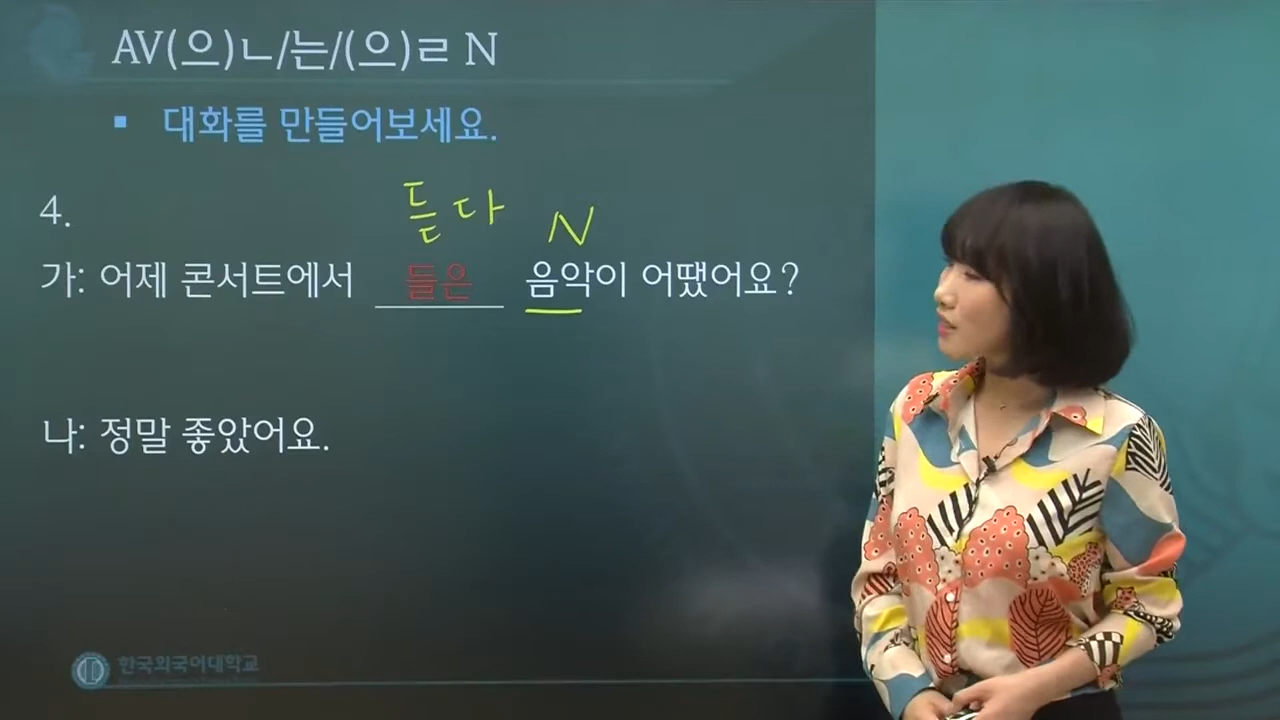 AV(으)ㄴ/는/(으)ㄹ N
▪ 대화를 만들어보세요.
4.
듣다 N
가: 어제 콘서트에서 들은 음악이 어땠어요?
나: 정말 좋았어요.
한국외국어대학교